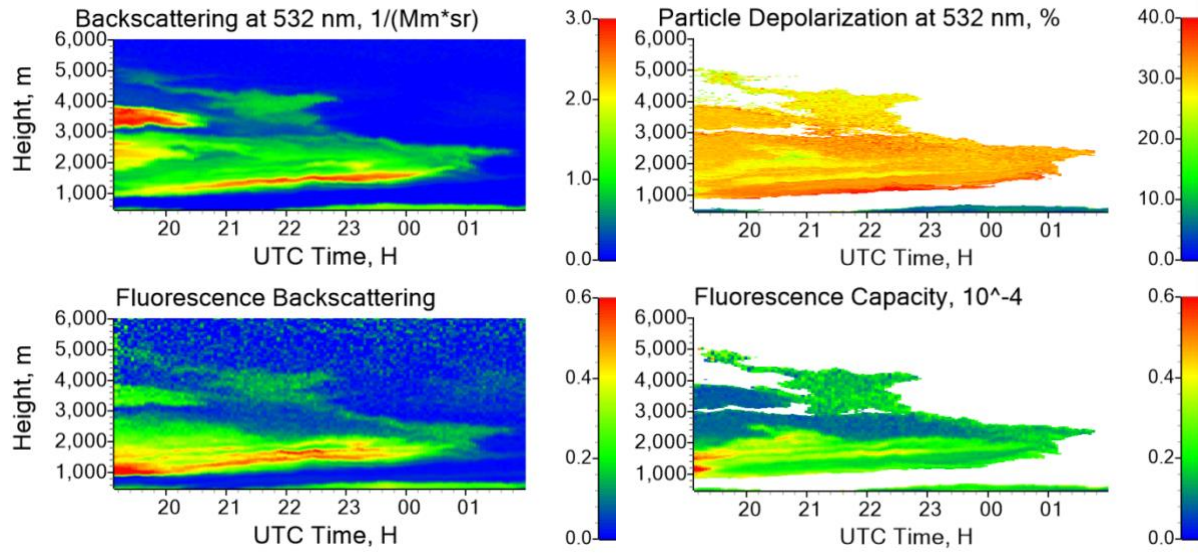 Backscattering at 532 nm, 1/(Mm*sr)
Height, m
6,000
5,000
4,000
3,000
2,000
1,000
20 21 22 23 00 01
UTC Time, H
3.0
2.0
1.0
0.0
Particle Depolarization at 532 nm, %
6,000
5,000
4,000
3,000
2,000
1,000
20 21 22 23 00 01
UTC Time, H
40.0
30.0
20.0
10.0
0.0
Fluorescence Backscattering
Height, m
6,000
5,000
4,000
3,000
2,000
1,000
20 21 22 23 00 01
UTC Time, H
0.6
0.4
0.2
0.0
Fluorescence Capacity, 10^-4
6,000
5,000
4,000
3,000
2,000
1,000
20 21 22 23 00 01
UTC Time, H
0.6
0.4
0.2
0.0